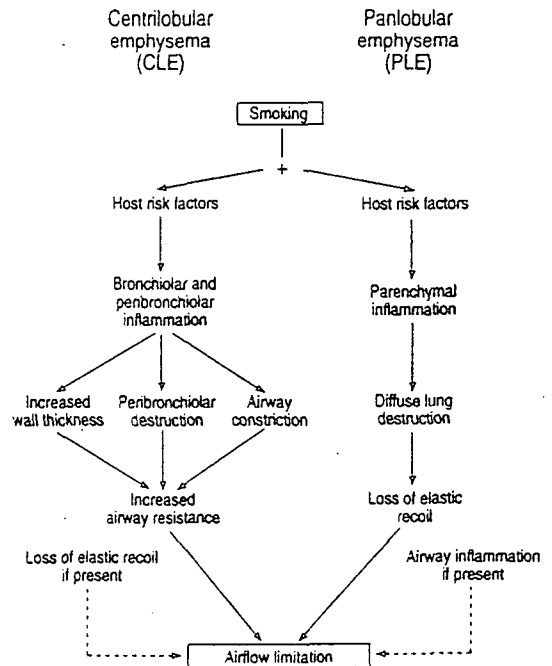 Centrilobular
emphysema
(CLE)
Panlobular
emphysema
(PLE)
Smoking
+
Host risk factors
Host risk factors
Bronchiolar and
peribronchiolar
inflammation
Parenchymal
inflammation
Increased
wall thickness
Peribronchiolar
destruction
Airway
constriction
Diffuse lung
destruction
Increased
airway resistance
Loss of elastic
recoil
Loss of elastic recoil
if present
Airway inflammation
if present
Airflow limitation